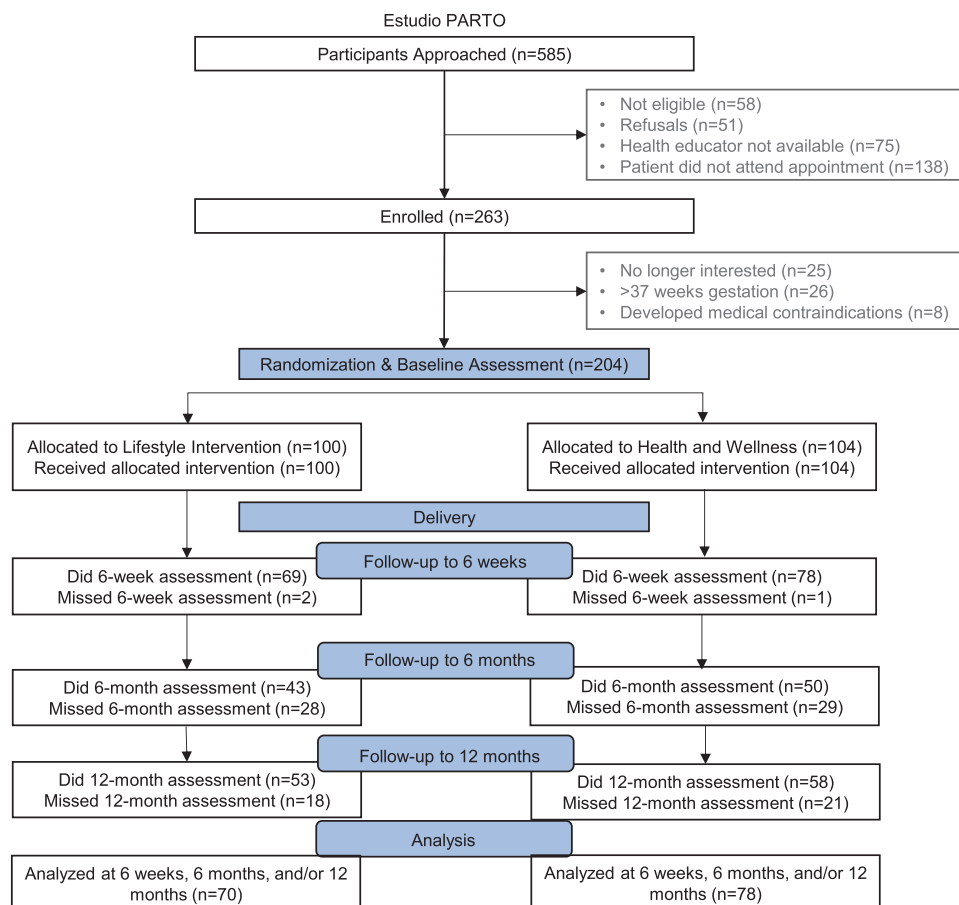 Estudio PARTO
Participants Approached (n=585)
• Not eligible (n=58)
• Refusals (n=51)
• Health educator not available (n=75)
• Patient did not attend appointment (n=138)
Enrolled (n=263)
• No longer interested (n=25)
• >37 weeks gestation (n=26)
• Developed medical contraindications (n=8)
Randomization & Baseline Assessment (n=204)
Allocated to Lifestyle Intervention (n=100)
Received allocated intervention (n=100)
Allocated to Health and Wellness (n=104)
Received allocated intervention (n=104)
Delivery
Follow-up to 6 weeks
Did 6-week assessment (n=69)
Missed 6-week assessment (n=2)
Did 6-week assessment (n=78)
Missed 6-week assessment (n=1)
Follow-up to 6 months
Did 6-month assessment (n=43)
Missed 6-month assessment (n=28)
Did 6-month assessment (n=50)
Missed 6-month assessment (n=29)
Follow-up to 12 months
Did 12-month assessment (n=53)
Missed 12-month assessment (n=18)
Did 12-month assessment (n=58)
Missed 12-month assessment (n=21)
Analysis
Analyzed at 6 weeks, 6 months, and/or 12
months (n=70)
Analyzed at 6 weeks, 6 months, and/or 12
months (n=78)